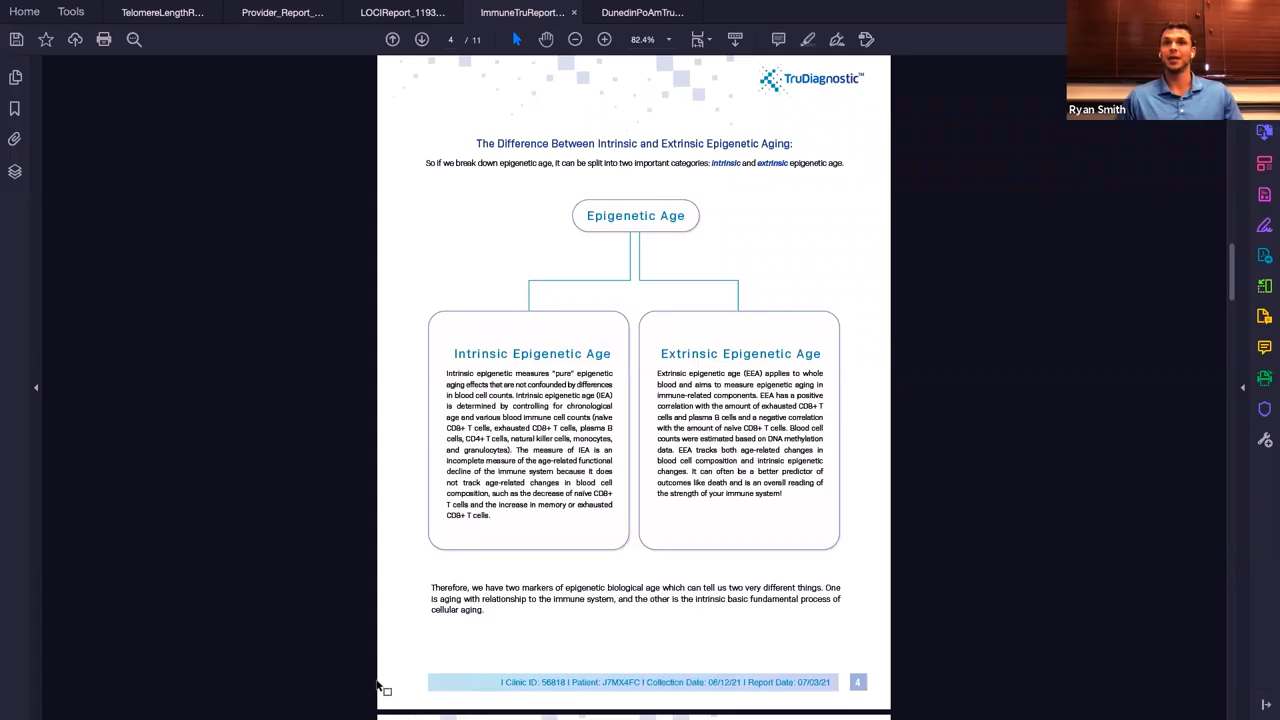 Home
Tools
TelomereLengthR...
Provider_Report_...
LOCIReport_1193...
ImmuneTruReport...
×
DunedinPoAmTru...
4 / 11
82.4%
Ryan Smith
TruDiagnostic™
The Difference Between Intrinsic and Extrinsic Epigenetic Aging:
So if we break down epigenetic age, it can be split into two important categories: intrinsic and extrinsic epigenetic age.
Epigenetic Age
Intrinsic Epigenetic Age
Intrinsic epigenetic measures "pure" epigenetic
aging effects that are not confounded by differences
in blood cell counts. Intrinsic epigenetic age (IEA)
is determined by controlling for chronological
age and various blood immune cell counts (naïve
CD8+ T cells, exhausted CD8+ T cells, plasma B
cells, CD4+ T cells, natural killer cells, monocytes,
and granulocytes). The measure of IEA is an
incomplete measure of the age-related functional
decline of the immune system because it does
not track age-related changes in blood cell
composition, such as the decrease of naïve CD8+
T cells and the increase in memory or exhausted
CD8+ T cells.
Extrinsic Epigenetic Age
Extrinsic epigenetic age (EEA) applies to whole
blood and aims to measure epigenetic aging in
immune-related components. EEA has a positive
correlation with the amount of exhausted CD8+ T
cells and plasma B cells and a negative correlation
with the amount of naïve CD8+ T cells. Blood cell
counts were estimated based on DNA methylation
data. EEA tracks both age-related changes in
blood cell composition and intrinsic epigenetic
changes. It can often be a better predictor of
outcomes like death and is an overall reading of
the strength of your immune system!
Therefore, we have two markers of epigenetic biological age which can tell us two very different things. One
is aging with relationship to the immune system, and the other is the intrinsic basic fundamental process of
cellular aging.
| Clinic ID: 56818 | Patient: J7MX4FC | Collection Date: 06/12/21 | Report Date: 07/03/21
4